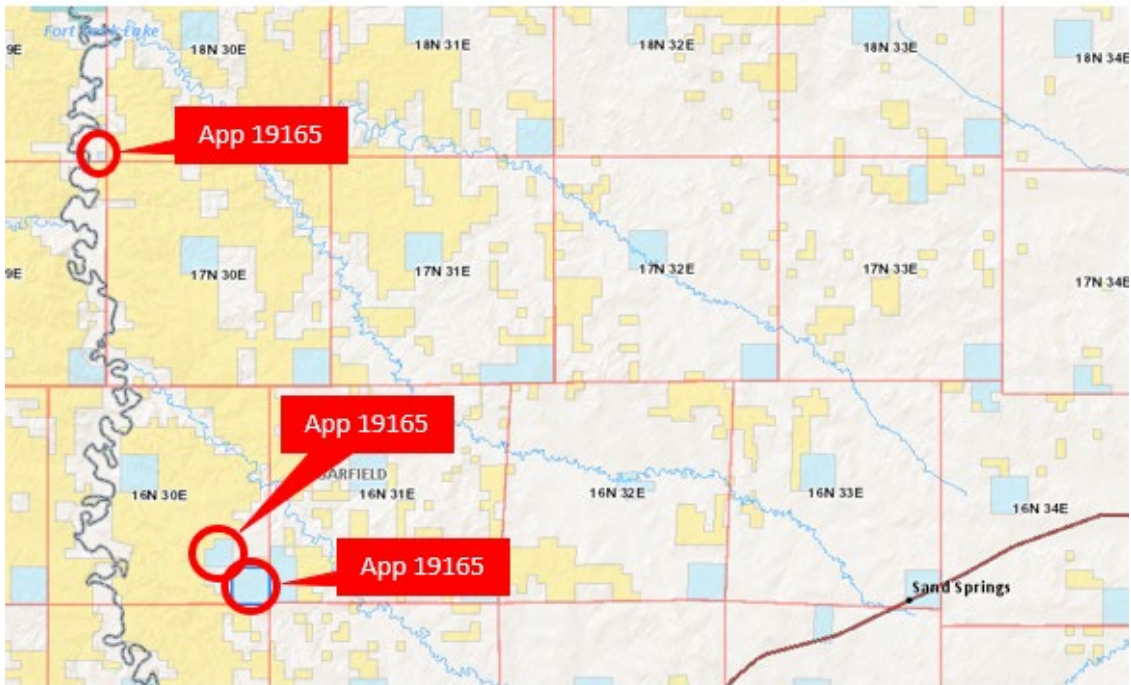 Fort Peck Lake
9E
18N 30E
18N 31E
18N 32E
18N 33E
18N 34E
App 19165
9E
17N 30E
17N 31E
17N 32E
17N 33E
17N 34E
App 19165
GARFIELD
16N 30E
16N 31E
16N 32E
16N 33E
16N 34E
App 19165
Sand Springs